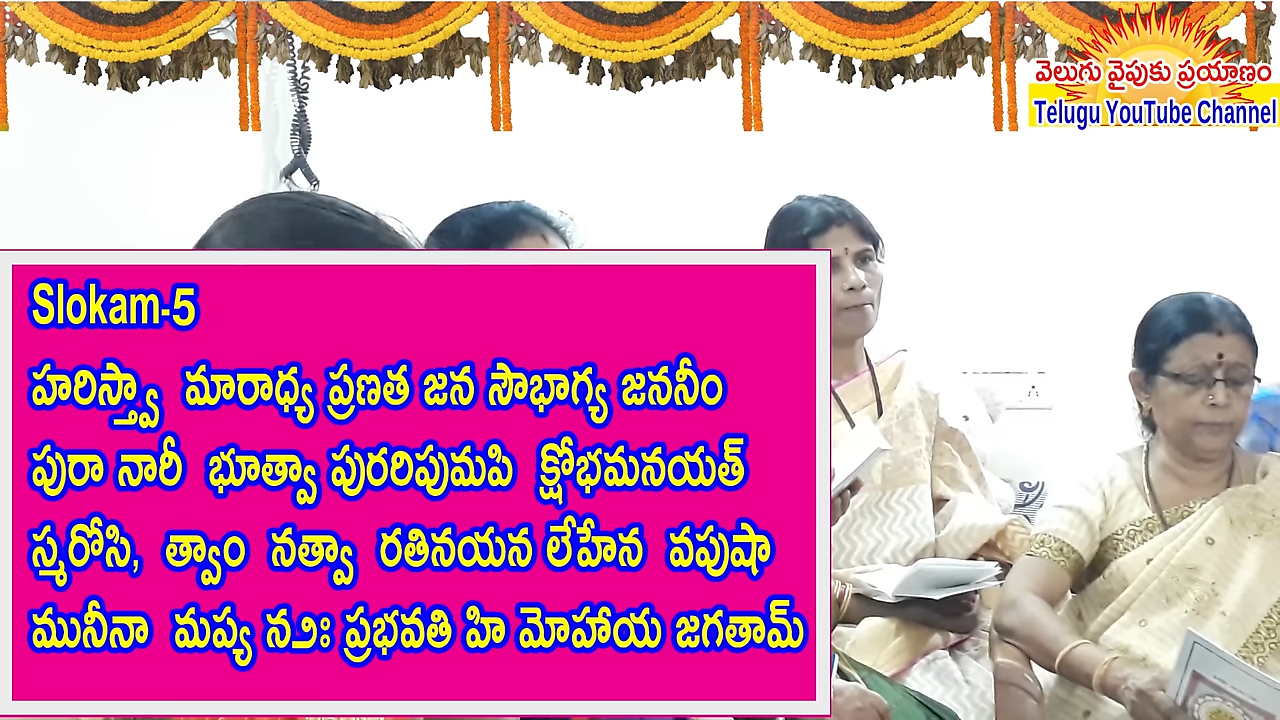 వెలుగు వైపుకు ప్రయాణం
Telugu YouTube Channel
Slokam-5
హరిస్త్వా మారాధ్య ప్రణత జన సౌభాగ్య జననీం
పురా నారీ భూత్వా పురరిపుమపి క్షోభమనయత్
స్మరోసి, త్వాం నత్వా రతినయన లేహేన వపుషా
మునీనా మప్య న౨ః ప్రభవతి హి మోహాయ జగతామ్